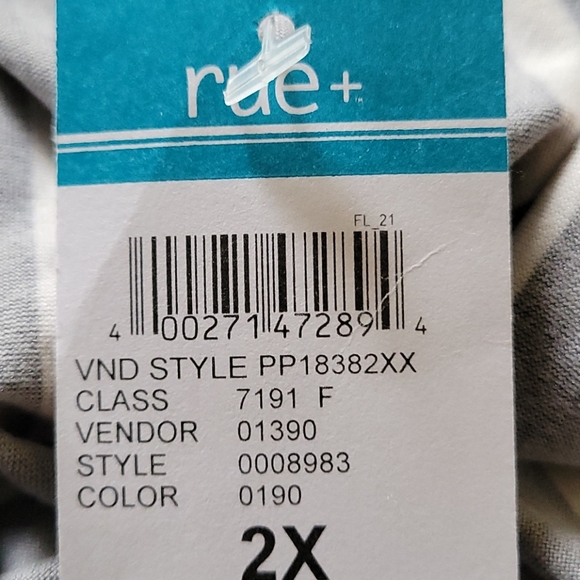 rue+
FL_21
4 00271 47289 4
VND STYLE PP18382XX
CLASS 7191 F
VENDOR 01390
STYLE 0008983
COLOR 0190
2X